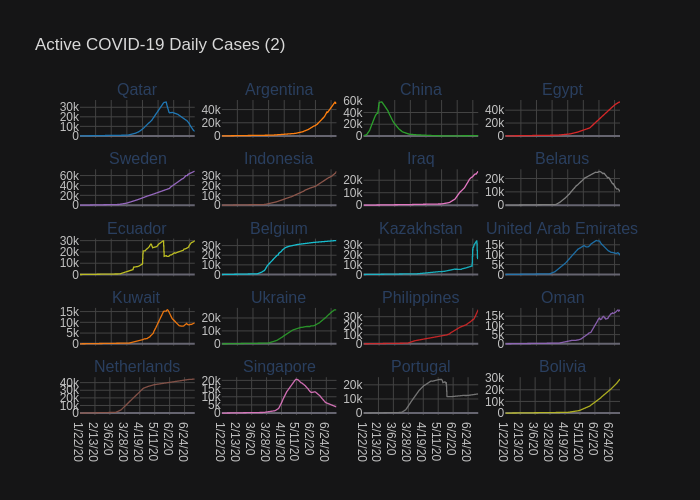 Active COVID-19 Daily Cases (2)
Qatar Argentina China Egypt
30k 20k 10k 0 40k 20k 0 60k 40k 20k 0 40k 20k 0
Sweden Indonesia Iraq Belarus
60k 40k 20k 0 30k 20k 10k 0 20k 10k 0 20k 10k 0
Ecuador Belgium Kazakhstan United Arab Emirates
30k 20k 10k 0 30k 20k 10k 0 30k 20k 10k 0 15k 10k 5k 0
Kuwait Ukraine Philippines Oman
15k 10k 5k 0 20k 10k 0 30k 20k 10k 0 15k 10k 5k 0
Netherlands Singapore Portugal Bolivia
40k 30k 20k 10k 0 20k 15k 10k 5k 0 20k 10k 0 30k 20k 10k 0
1/22/20 2/13/20 3/6/20 3/28/20 4/19/20 5/11/20 6/2/20 6/24/20 1/22/20 2/13/20 3/6/20 3/28/20 4/19/20 5/11/20 6/2/20 6/24/20 1/22/20 2/13/20 3/6/20 3/28/20 4/19/20 5/11/20 6/2/20 6/24/20 1/22/20 2/13/20 3/6/20 3/28/20 4/19/20 5/11/20 6/2/20 6/24/20